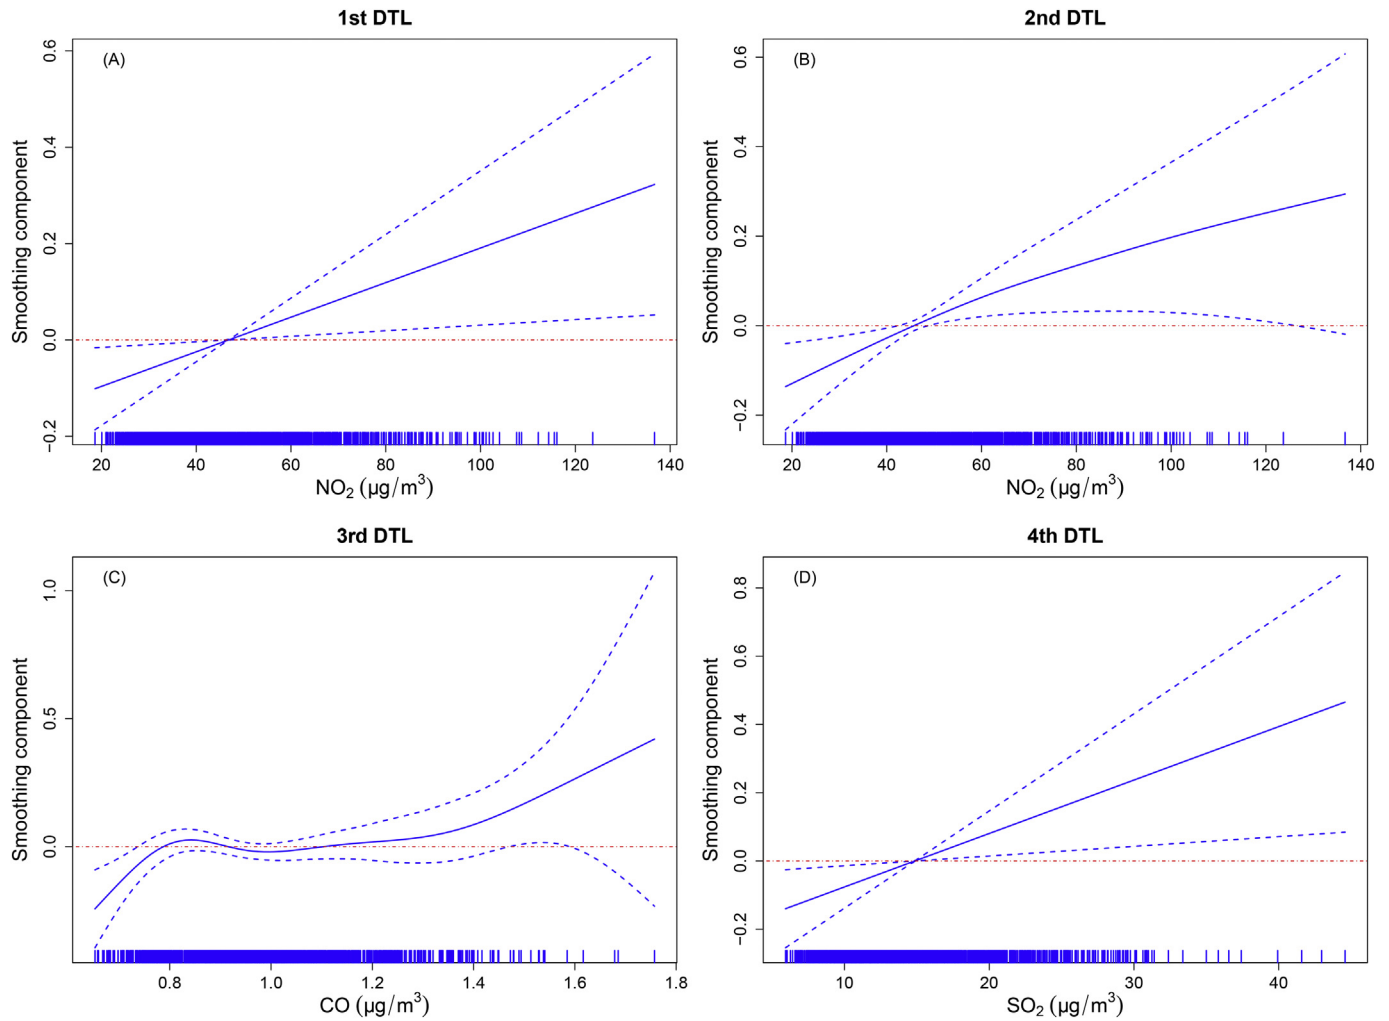 1st DTL
(A)
Smoothing component
0.6
0.4
0.2
0.0
−0.2
20 40 60 80 100 120 140
NO₂ (µg/m³)
2nd DTL
(B)
Smoothing component
0.6
0.4
0.2
0.0
−0.2
20 40 60 80 100 120 140
NO₂ (µg/m³)
3rd DTL
(C)
Smoothing component
1.0
0.5
0.0
0.8 1.0 1.2 1.4 1.6 1.8
CO (µg/m³)
4th DTL
(D)
Smoothing component
0.8
0.6
0.4
0.2
0.0
−0.2
10 20 30 40
SO₂ (µg/m³)